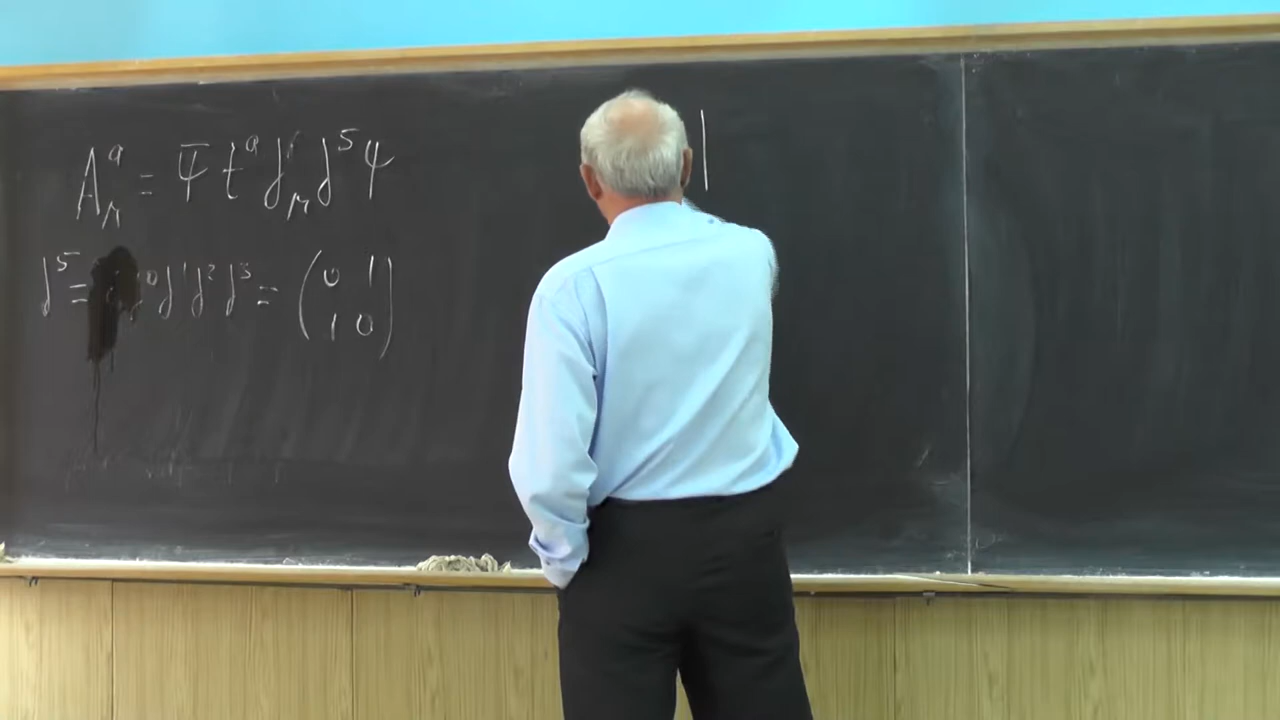 A^a_μ = Ψ̄ t^a γ_μ γ^5 Ψ
γ^5 = γ^0 γ^1 γ^2 γ^3 = (0 1
1 0)